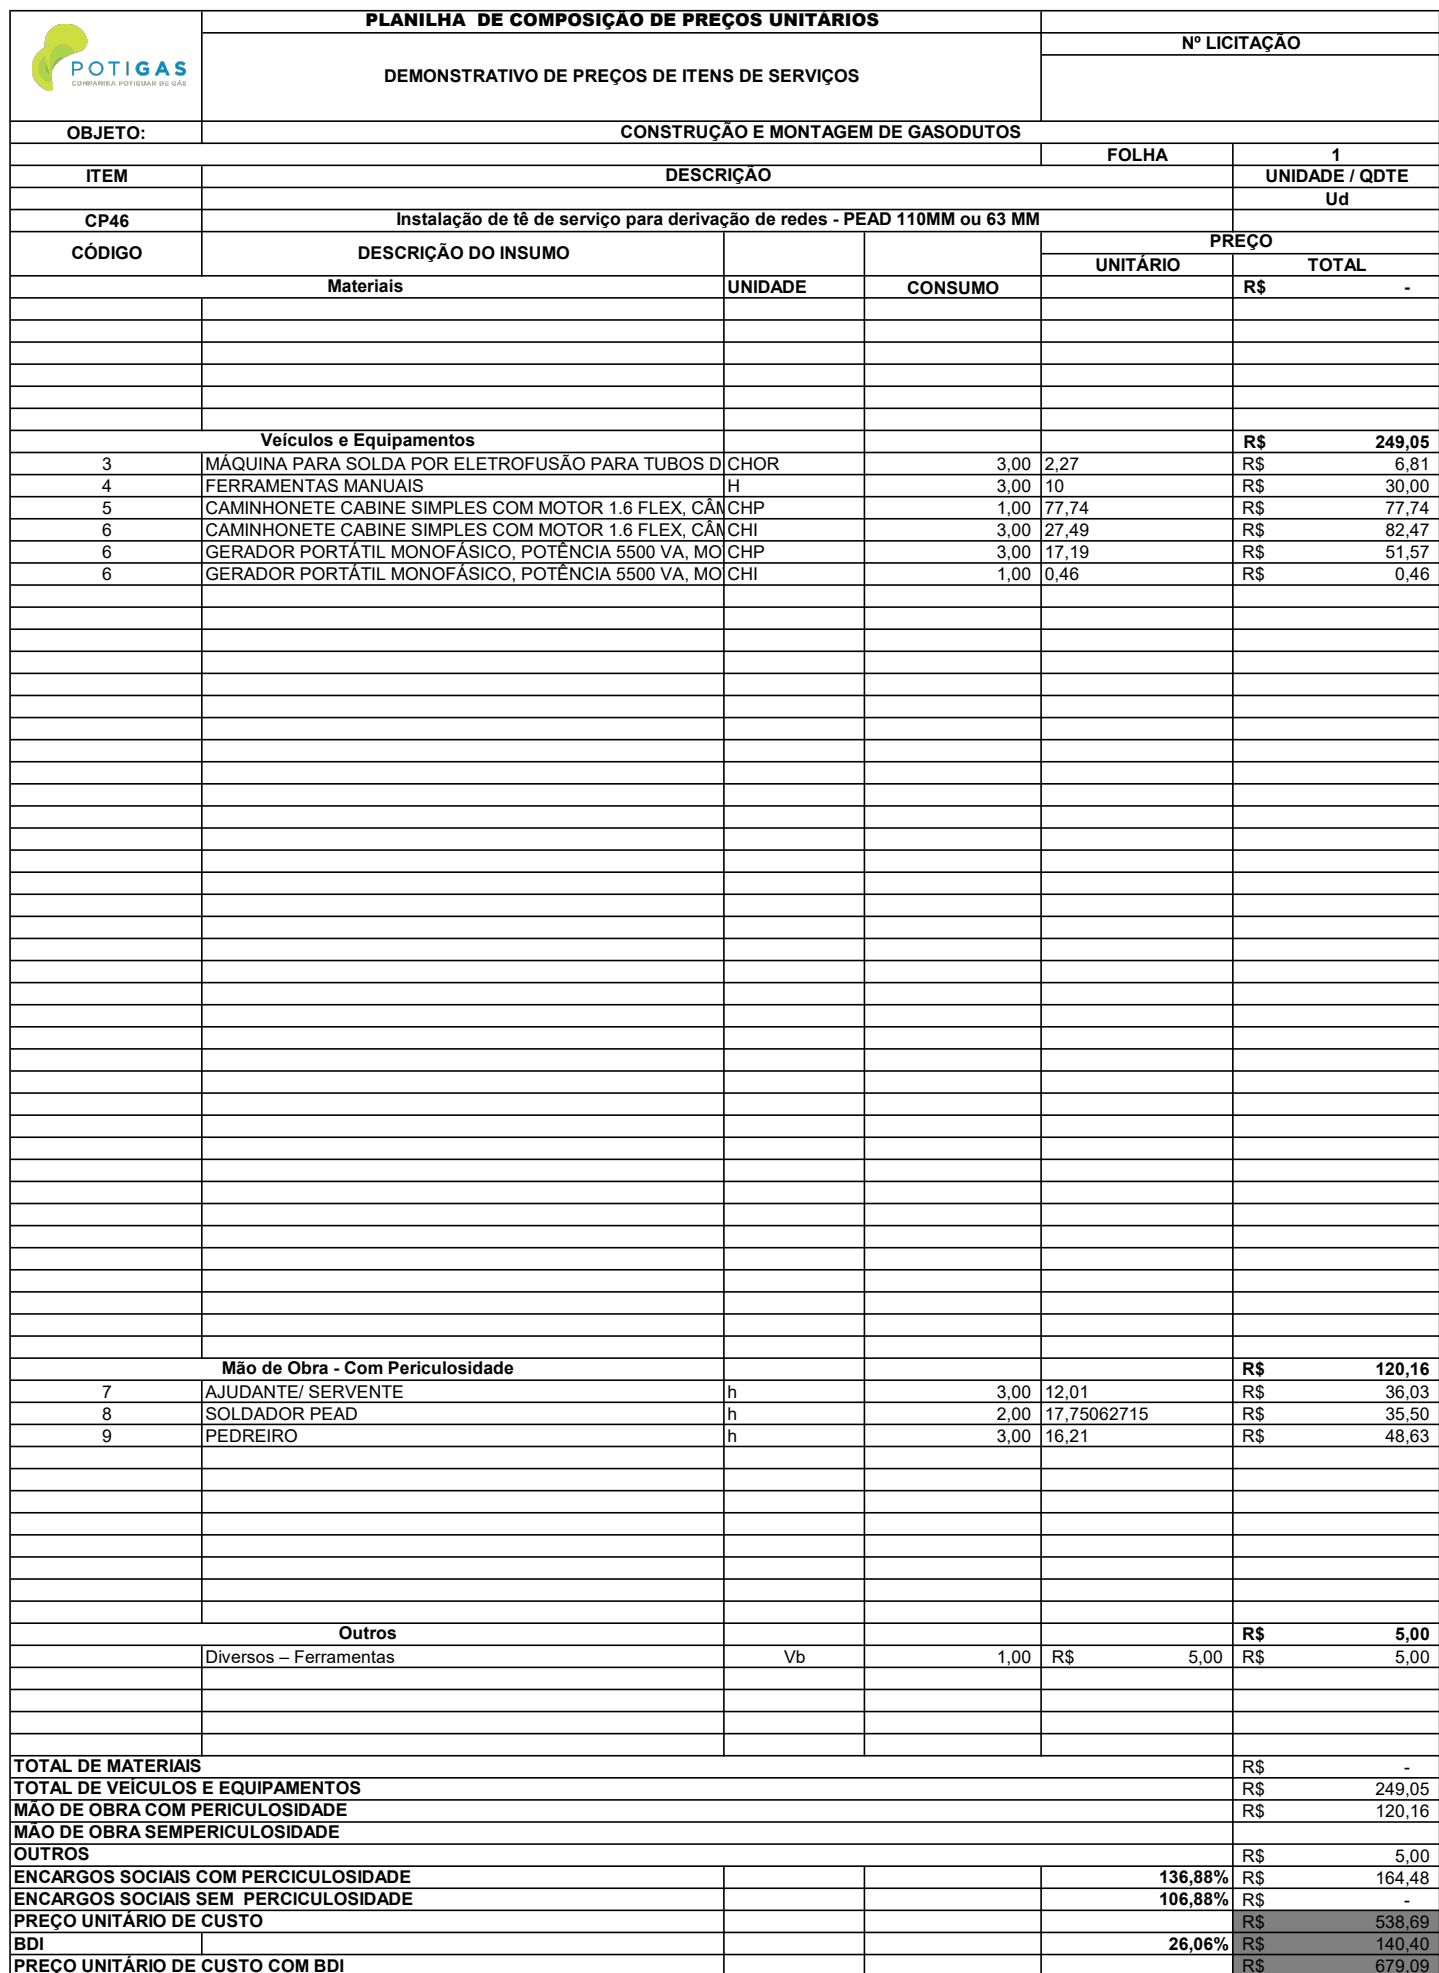 PLANILHA DE COMPOSIÇÃO DE PREÇOS UNITÁRIOS
POTIGAS
COMPANHIA POTIGUAR DE GÁS
DEMONSTRATIVO DE PREÇOS DE ITENS DE SERVIÇOS
Nº LICITAÇÃO
OBJETO: CONSTRUÇÃO E MONTAGEM DE GASODUTOS
FOLHA 1
ITEM DESCRIÇÃO UNIDADE / QDTE
Ud
CP46 Instalação de tê de serviço para derivação de redes - PEAD 110MM ou 63 MM
CÓDIGO DESCRIÇÃO DO INSUMO PREÇO
UNITÁRIO TOTAL
Materiais UNIDADE CONSUMO R$ -
Veículos e Equipamentos R$ 249,05
3 MÁQUINA PARA SOLDA POR ELETROFUSÃO PARA TUBOS D CHOR 3,00 2,27 R$ 6,81
4 FERRAMENTAS MANUAIS H 3,00 10 R$ 30,00
5 CAMINHONETE CABINE SIMPLES COM MOTOR 1.6 FLEX, CÂM CHP 1,00 77,74 R$ 77,74
6 CAMINHONETE CABINE SIMPLES COM MOTOR 1.6 FLEX, CÂM CHI 3,00 27,49 R$ 82,47
6 GERADOR PORTÁTIL MONOFÁSICO, POTÊNCIA 5500 VA, MO CHP 3,00 17,19 R$ 51,57
6 GERADOR PORTÁTIL MONOFÁSICO, POTÊNCIA 5500 VA, MO CHI 1,00 0,46 R$ 0,46
Mão de Obra - Com Periculosidade R$ 120,16
7 AJUDANTE/ SERVENTE h 3,00 12,01 R$ 36,03
8 SOLDADOR PEAD h 2,00 17,75062715 R$ 35,50
9 PEDREIRO h 3,00 16,21 R$ 48,63
Outros R$ 5,00
Diversos – Ferramentas Vb 1,00 R$ 5,00 R$ 5,00
TOTAL DE MATERIAIS R$ -
TOTAL DE VEÍCULOS E EQUIPAMENTOS R$ 249,05
MÃO DE OBRA COM PERICULOSIDADE R$ 120,16
MÃO DE OBRA SEMPERICULOSIDADE
OUTROS R$ 5,00
ENCARGOS SOCIAIS COM PERCICULOSIDADE 136,88% R$ 164,48
ENCARGOS SOCIAIS SEM PERCICULOSIDADE 106,88% R$ -
PREÇO UNITÁRIO DE CUSTO R$ 538,69
BDI 26,06% R$ 140,40
PREÇO UNITÁRIO DE CUSTO COM BDI R$ 679,09